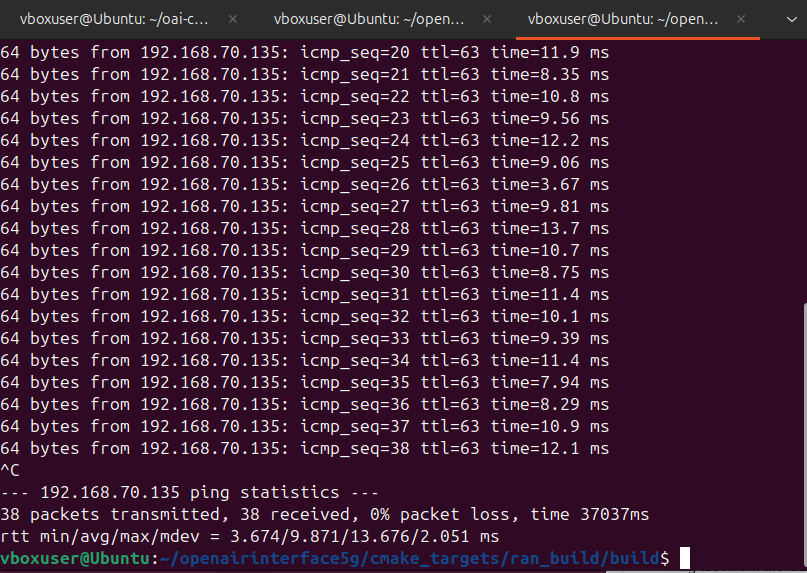 vboxuser@Ubuntu: ~/oai-c...
vboxuser@Ubuntu: ~/open...
vboxuser@Ubuntu: ~/open...
64 bytes from 192.168.70.135: icmp_seq=20 ttl=63 time=11.9 ms
64 bytes from 192.168.70.135: icmp_seq=21 ttl=63 time=8.35 ms
64 bytes from 192.168.70.135: icmp_seq=22 ttl=63 time=10.8 ms
64 bytes from 192.168.70.135: icmp_seq=23 ttl=63 time=9.56 ms
64 bytes from 192.168.70.135: icmp_seq=24 ttl=63 time=12.2 ms
64 bytes from 192.168.70.135: icmp_seq=25 ttl=63 time=9.06 ms
64 bytes from 192.168.70.135: icmp_seq=26 ttl=63 time=3.67 ms
64 bytes from 192.168.70.135: icmp_seq=27 ttl=63 time=9.81 ms
64 bytes from 192.168.70.135: icmp_seq=28 ttl=63 time=13.7 ms
64 bytes from 192.168.70.135: icmp_seq=29 ttl=63 time=10.7 ms
64 bytes from 192.168.70.135: icmp_seq=30 ttl=63 time=8.75 ms
64 bytes from 192.168.70.135: icmp_seq=31 ttl=63 time=11.4 ms
64 bytes from 192.168.70.135: icmp_seq=32 ttl=63 time=10.1 ms
64 bytes from 192.168.70.135: icmp_seq=33 ttl=63 time=9.39 ms
64 bytes from 192.168.70.135: icmp_seq=34 ttl=63 time=11.4 ms
64 bytes from 192.168.70.135: icmp_seq=35 ttl=63 time=7.94 ms
64 bytes from 192.168.70.135: icmp_seq=36 ttl=63 time=8.29 ms
64 bytes from 192.168.70.135: icmp_seq=37 ttl=63 time=10.9 ms
64 bytes from 192.168.70.135: icmp_seq=38 ttl=63 time=12.1 ms
^C
--- 192.168.70.135 ping statistics ---
38 packets transmitted, 38 received, 0% packet loss, time 37037ms
rtt min/avg/max/mdev = 3.674/9.871/13.676/2.051 ms
vboxuser@Ubuntu:~/openairinterface5g/cmake_targets/ran_build/build$